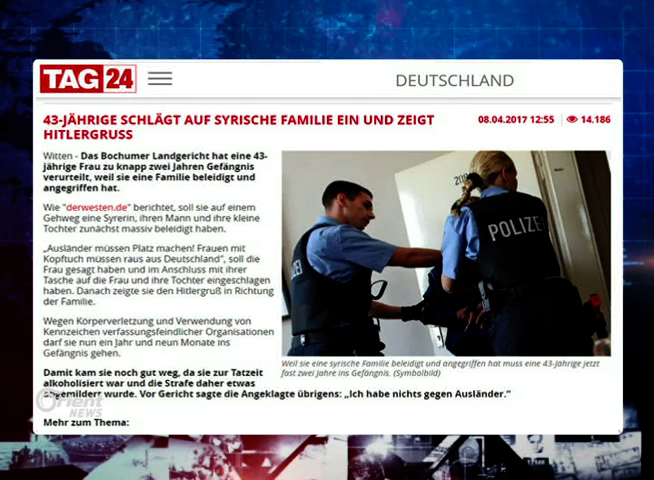 TAG24
DEUTSCHLAND
43-JÄHRIGE SCHLÄGT AUF SYRISCHE FAMILIE EIN UND ZEIGT
HITLERGRUSS
08.04.2017 12:55
14.186
Witten - Das Bochumer Landgericht hat eine 43-
jährige Frau zu knapp zwei Jahren Gefängnis
verurteilt, weil sie eine Familie beleidigt und
angegriffen hat.
Wie "derwesten.de" berichtet, soll sie auf einem
Gehweg eine Syrerin, ihren Mann und ihre kleine
Tochter zunächst massiv beleidigt haben.
„Ausländer müssen Platz machen! Frauen mit
Kopftuch müssen raus aus Deutschland", soll die
Frau gesagt haben und im Anschluss mit ihrer
Tasche auf die Frau und ihre Tochter eingeschlagen
haben. Danach zeigte sie den Hitlergruß in Richtung
der Familie.
Wegen Körperverletzung und Verwendung von
Kennzeichen verfassungsfeindlicher Organisationen
darf sie nun ein Jahr und neun Monate ins
Gefängnis gehen.
POLIZEI
Weil sie eine syrische Familie beleidigt und angegriffen hat muss eine 43-Jährige jetzt
fast zwei Jahre ins Gefängnis. (Symbolbild)
Damit kam sie noch gut weg, da sie zur Tatzeit
alkoholisiert war und die Strafe daher etwas
abgemildert wurde. Vor Gericht sagte die Angeklagte übrigens: „Ich habe nichts gegen Ausländer."
Orient
NEWS
Mehr zum Thema: